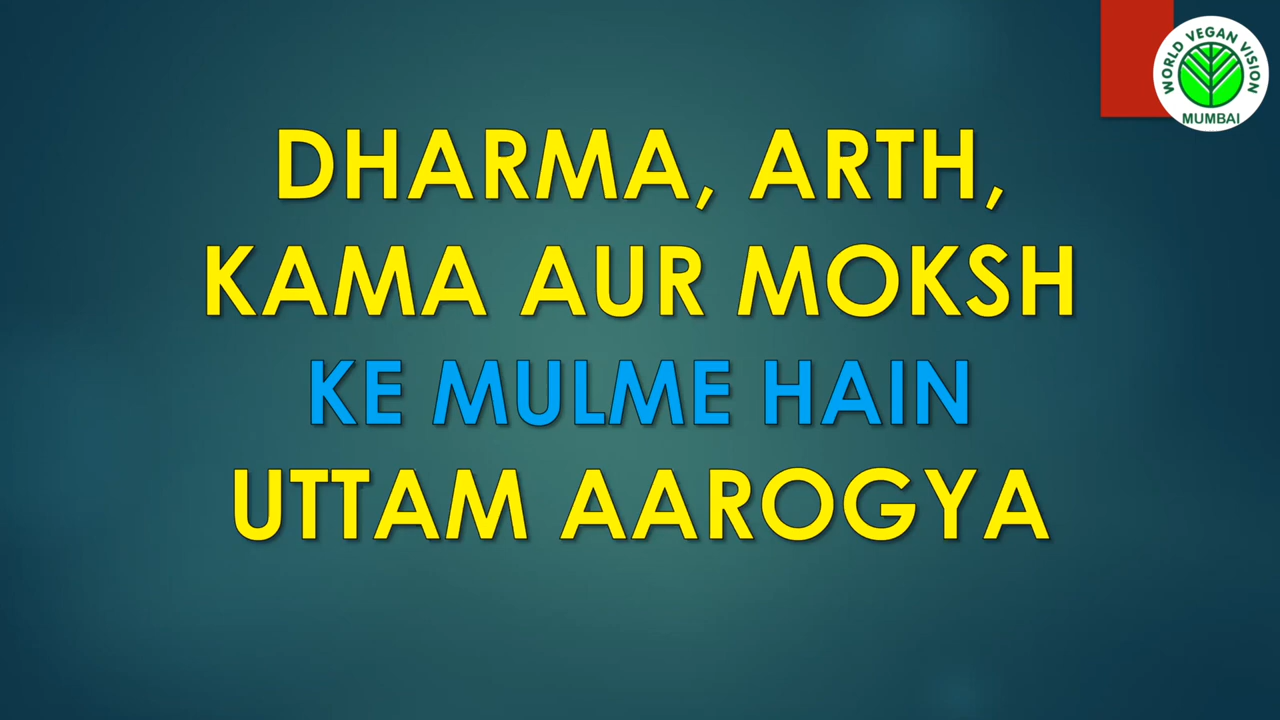 WORLD VEGAN VISION
MUMBAI
DHARMA, ARTH,
KAMA AUR MOKSH
KE MULME HAIN
UTTAM AAROGYA